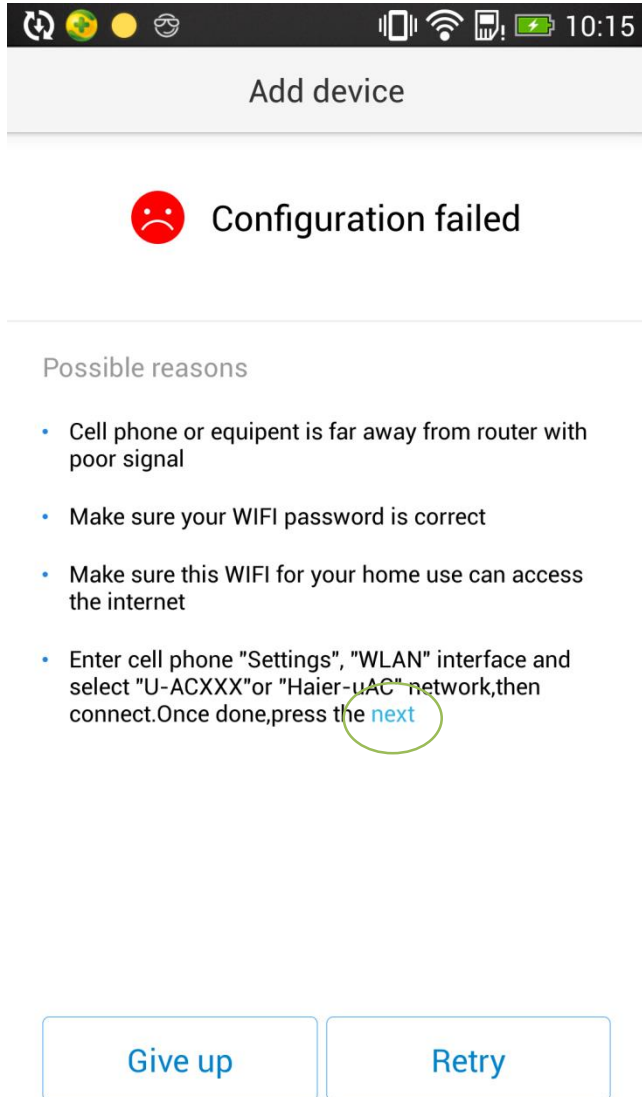 10:15
Add device
Configuration failed
Possible reasons
• Cell phone or equipent is far away from router with
poor signal
• Make sure your WIFI password is correct
• Make sure this WIFI for your home use can access
the internet
• Enter cell phone "Settings", "WLAN" interface and
select "U-ACXXX"or "Haier-uAC" network,then
connect.Once done,press the next
Give up Retry